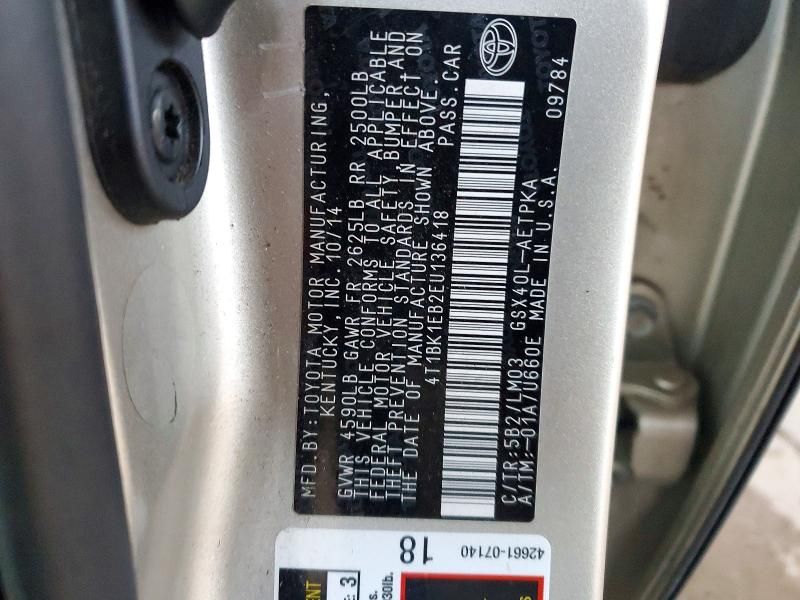 MFD.BY:TOYOTA MOTOR MANUFACTURING,
KENTUCKY, INC. 10/14
GVWR 4590LB GAWR FR 2625LB RR 2500LB
THIS VEHICLE CONFORMS TO ALL APPLICABLE
FEDERAL MOTOR VEHICLE SAFETY BUMPER, AND
THEFT PREVENTION STANDARDS IN EFFECT ON
THE DATE OF MANUFACTURE SHOWN ABOVE.
4T1BK1EB2EU136418 PASS.CAR
C/TR:5B2/LM03 GSX40L-AETPKA
A/TM:-01A/U660E MADE IN U.S.A. 09784
TOYOTA
18
42661-07140
3